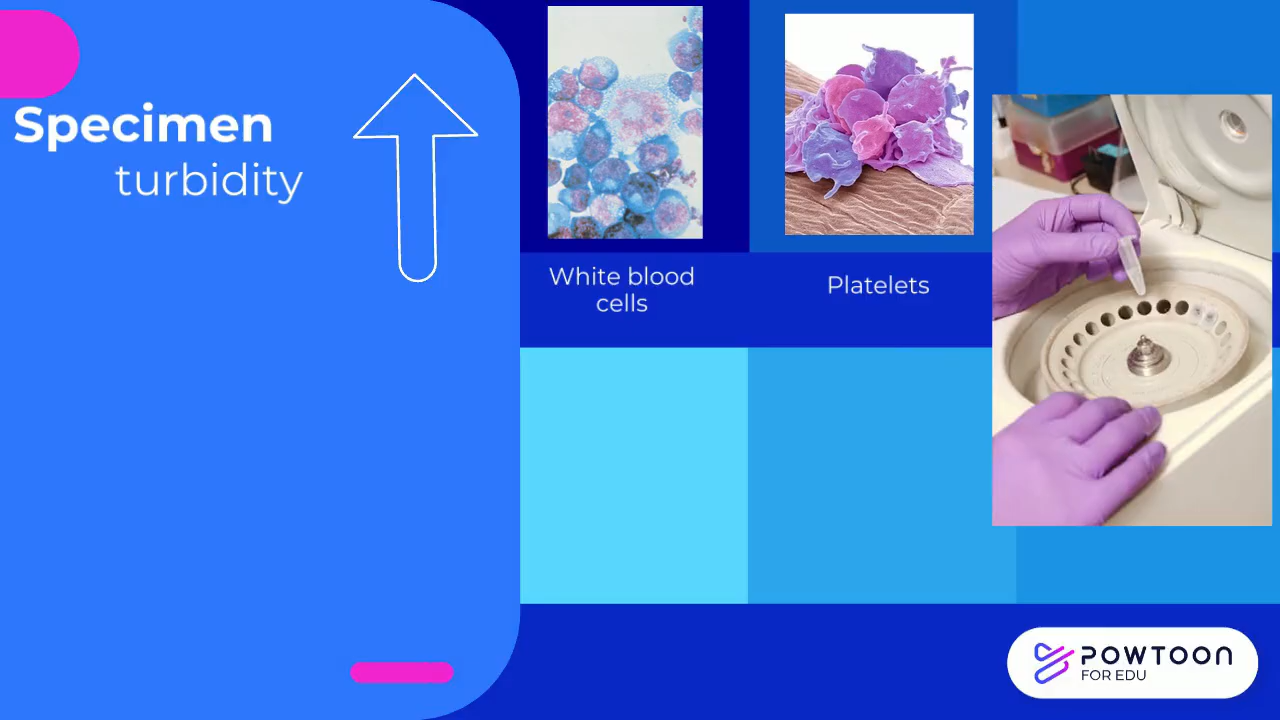 Specimen
turbidity
White blood
cells
Platelets
POWTOON
FOR EDU